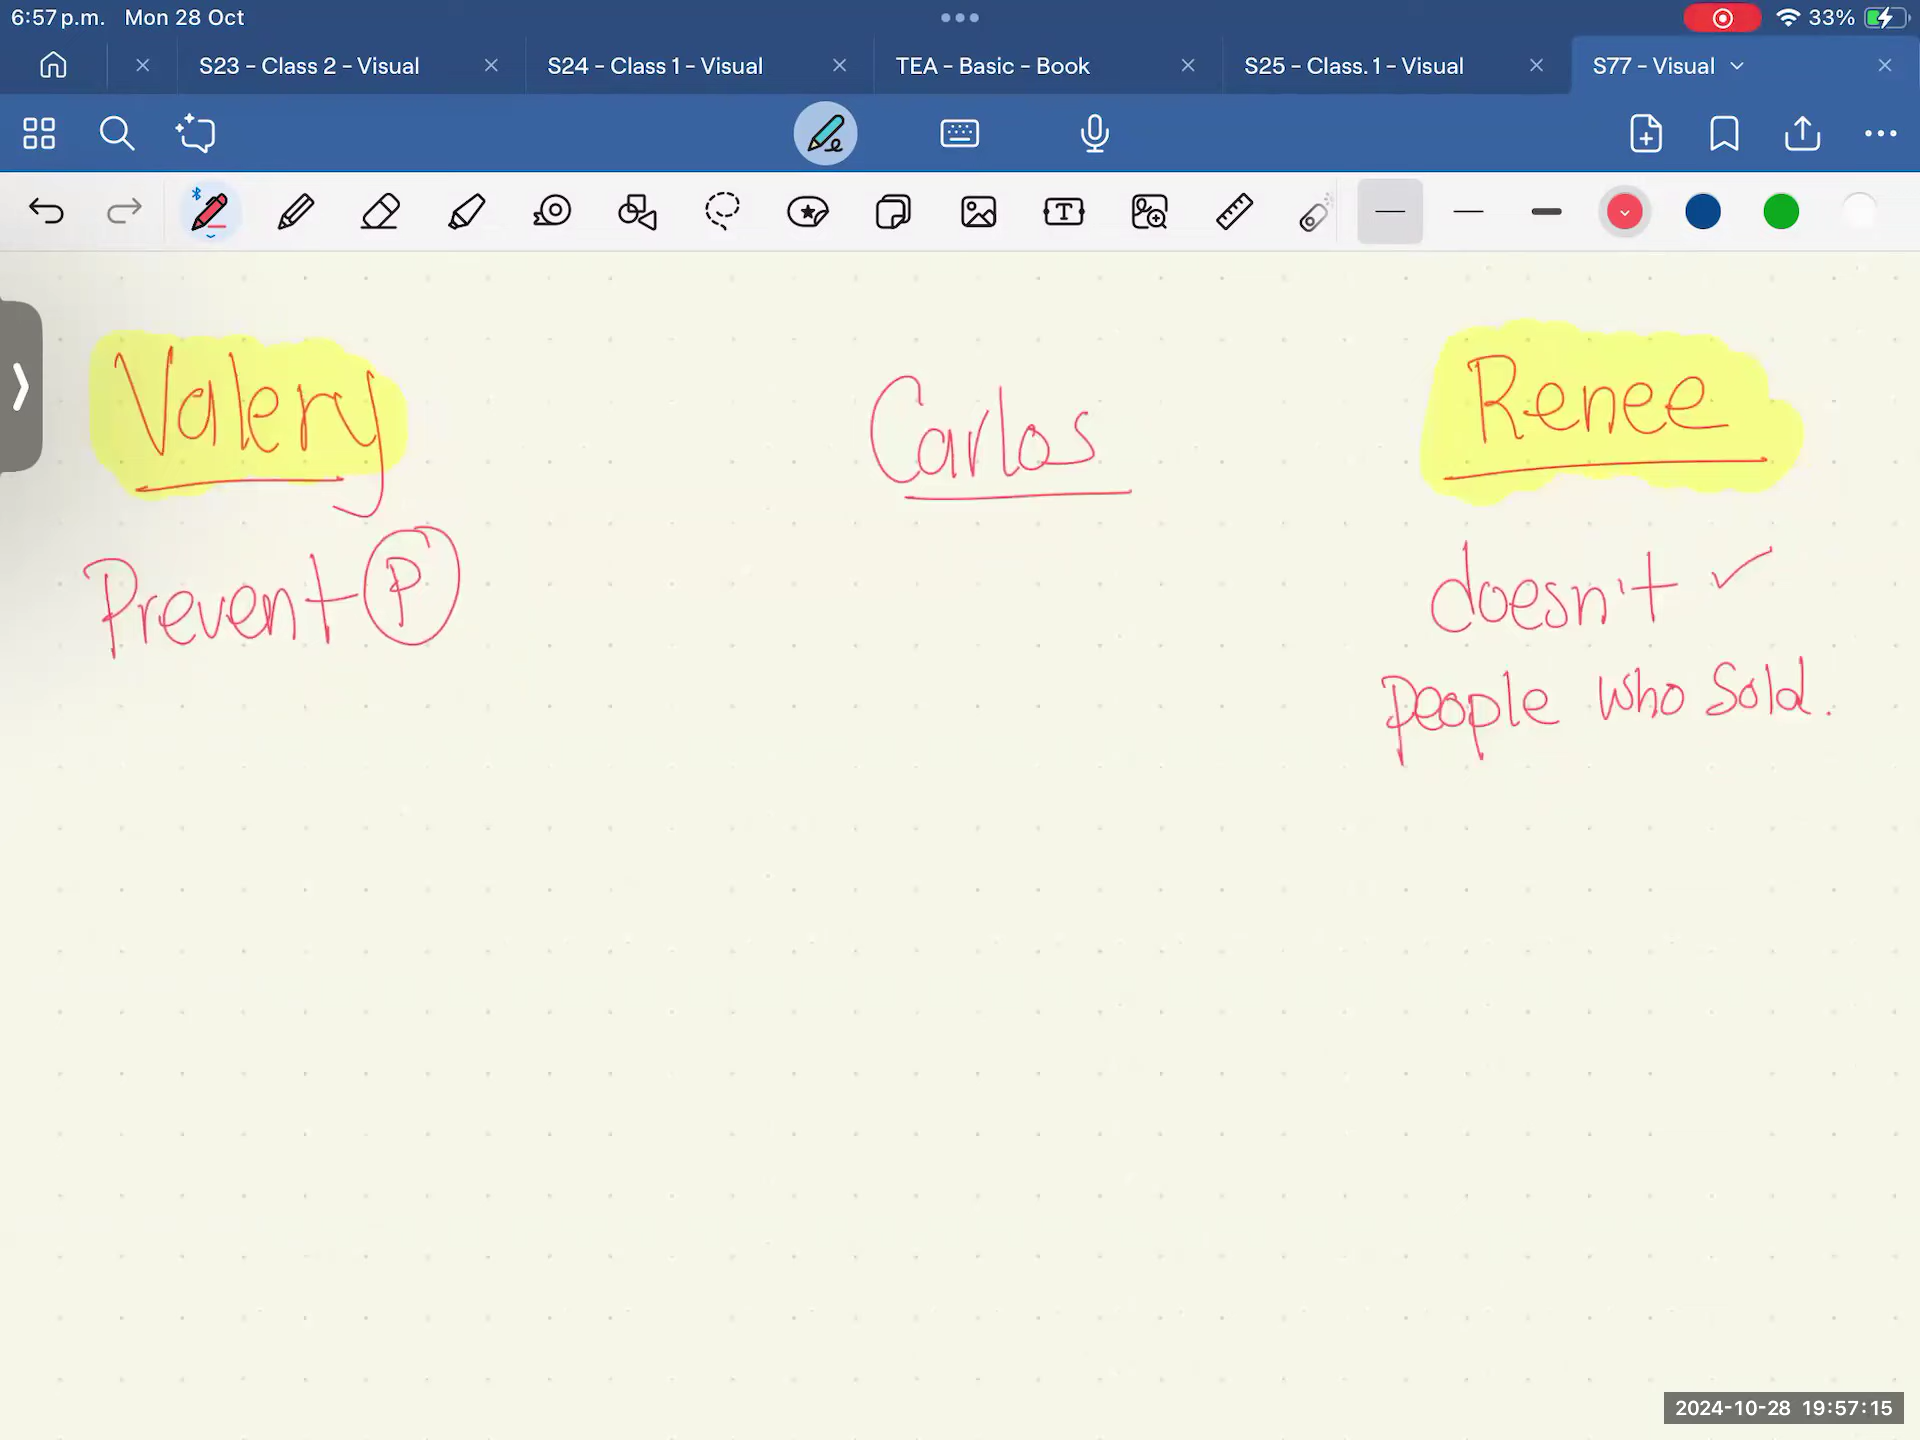 6:57 p.m. Mon 28 Oct
33%
S23 - Class 2 - Visual
S24 - Class 1 - Visual
TEA - Basic - Book
S25 - Class. 1 - Visual
S77 - Visual
Valery
Carlos
Renee
Prevent P
doesn't ✓
people who sold.
2024-10-28 19:57:15